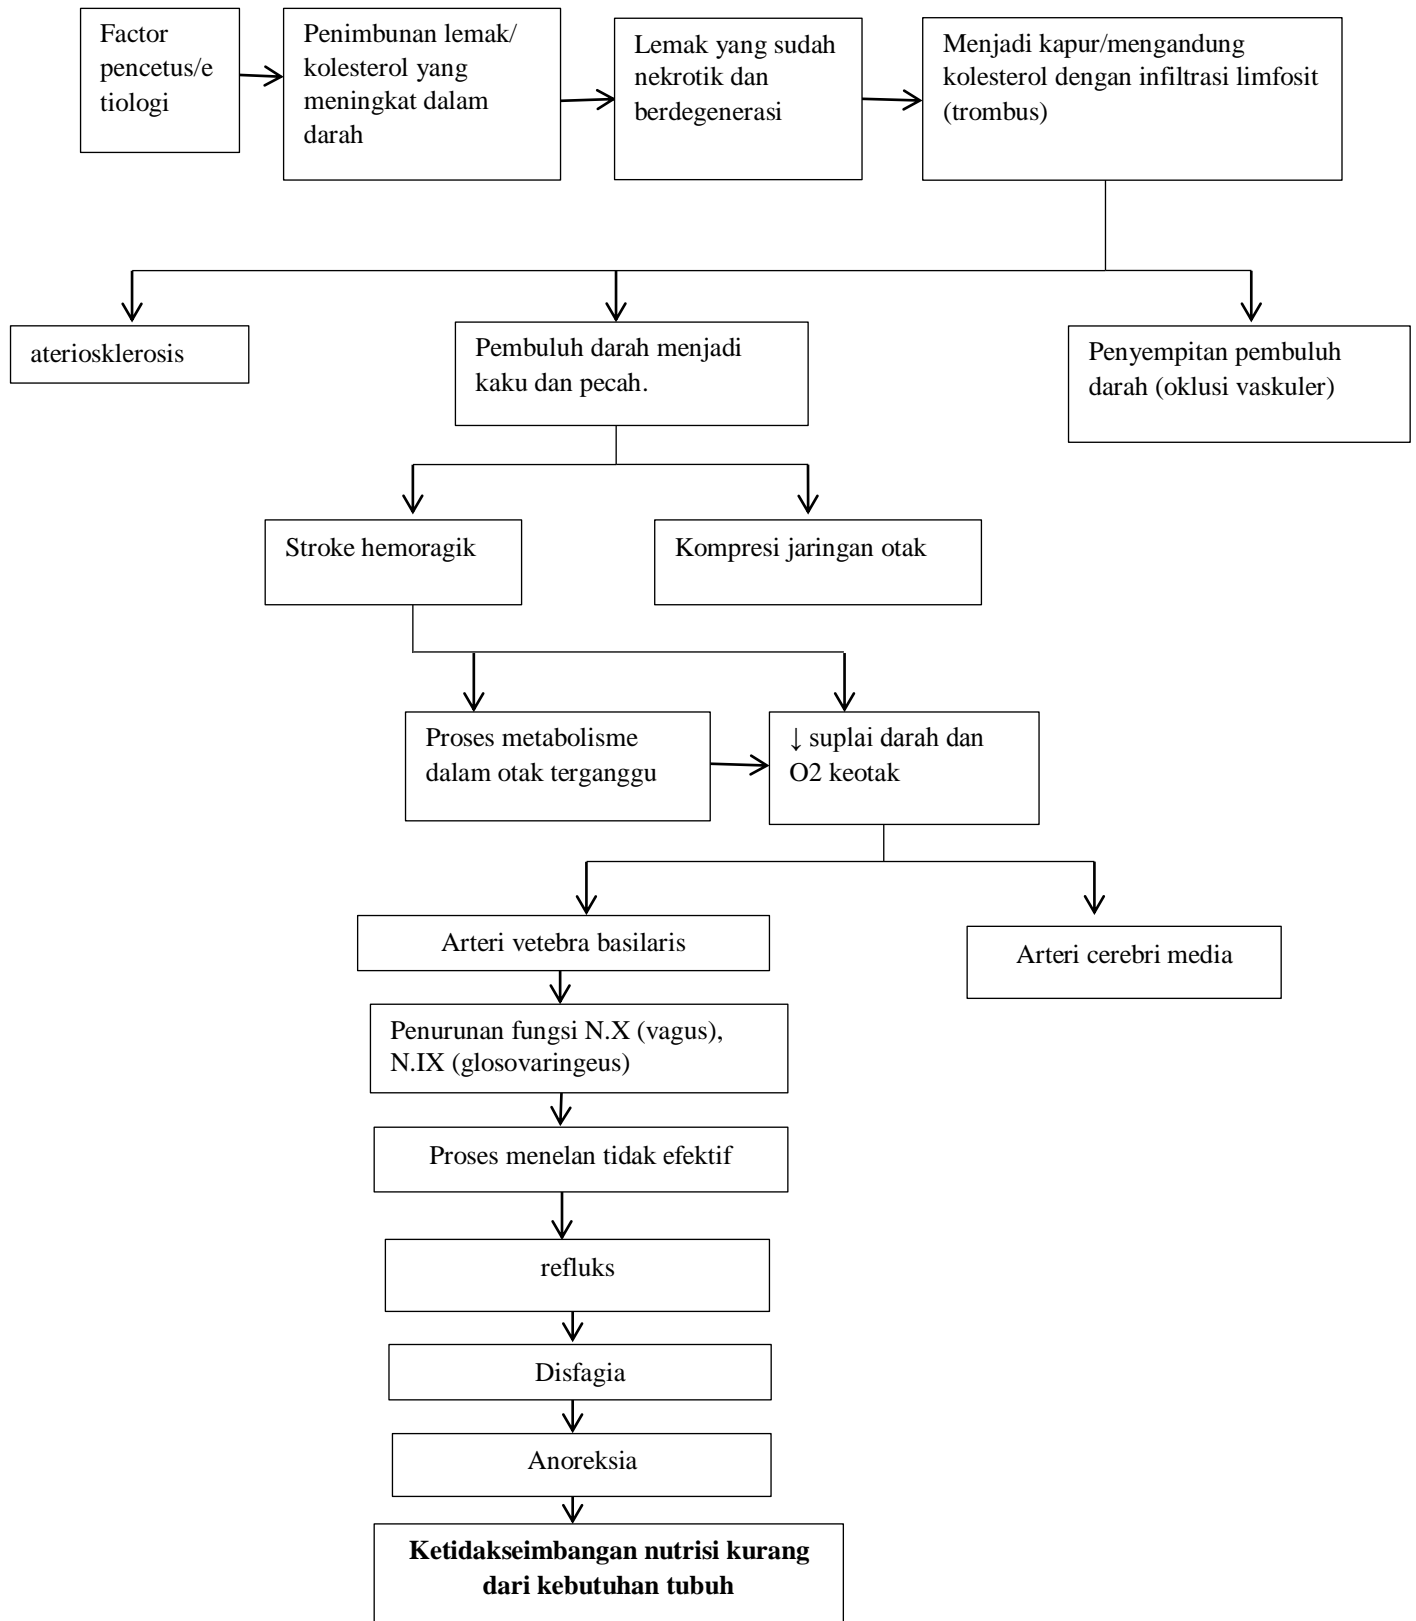 Factor
pencetus/e
tiologi
Penimbunan lemak/
kolesterol yang
meningkat dalam
darah
Lemak yang sudah
nekrotik dan
berdegenerasi
Menjadi kapur/mengandung
kolesterol dengan infiltrasi limfosit
(trombus)
ateriosklerosis
Pembuluh darah menjadi
kaku dan pecah.
Penyempitan pembuluh
darah (oklusi vaskuler)
Stroke hemoragik
Kompresi jaringan otak
Proses metabolisme
dalam otak terganggu
↓ suplai darah dan
O2 keotak
Arteri vetebra basilaris
Arteri cerebri media
Penurunan fungsi N.X (vagus),
N.IX (glosovaringeus)
Proses menelan tidak efektif
refluks
Disfagia
Anoreksia
Ketidakseimbangan nutrisi kurang
dari kebutuhan tubuh